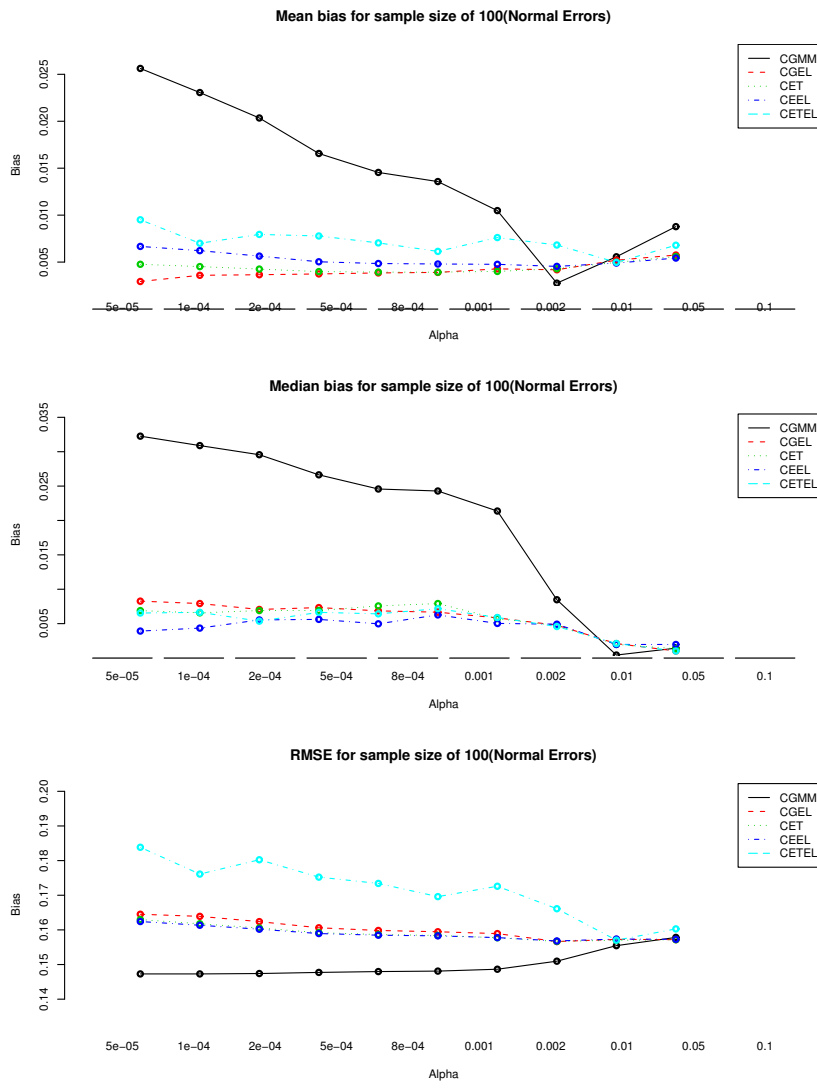 Mean bias for sample size of 100(Normal Errors)
Bias
0.005
0.010
0.015
0.020
0.025
5e−05
1e−04
2e−04
5e−04
8e−04
0.001
0.002
0.01
0.05
0.1
Alpha
CGMM
CGEL
CET
CEEL
CETEL
Median bias for sample size of 100(Normal Errors)
Bias
0.005
0.015
0.025
0.035
5e−05
1e−04
2e−04
5e−04
8e−04
0.001
0.002
0.01
0.05
0.1
Alpha
CGMM
CGEL
CET
CEEL
CETEL
RMSE for sample size of 100(Normal Errors)
Bias
0.14
0.15
0.16
0.17
0.18
0.19
0.20
5e−05
1e−04
2e−04
5e−04
8e−04
0.001
0.002
0.01
0.05
0.1
Alpha
CGMM
CGEL
CET
CEEL
CETEL